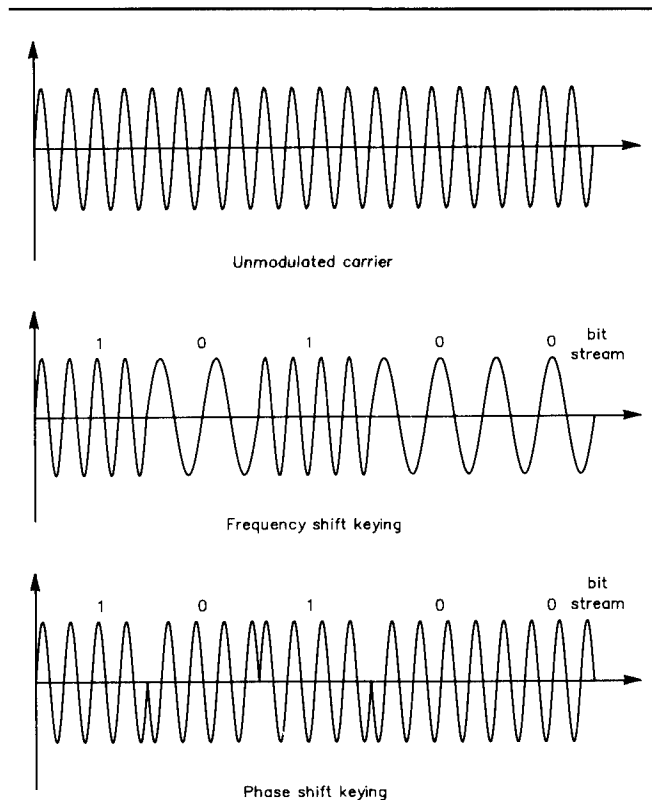 Unmodulated carrier
1 0 1 0 0 bit
stream
Frequency shift keying
bit
1 0 1 0 0 stream
Phase shift keying